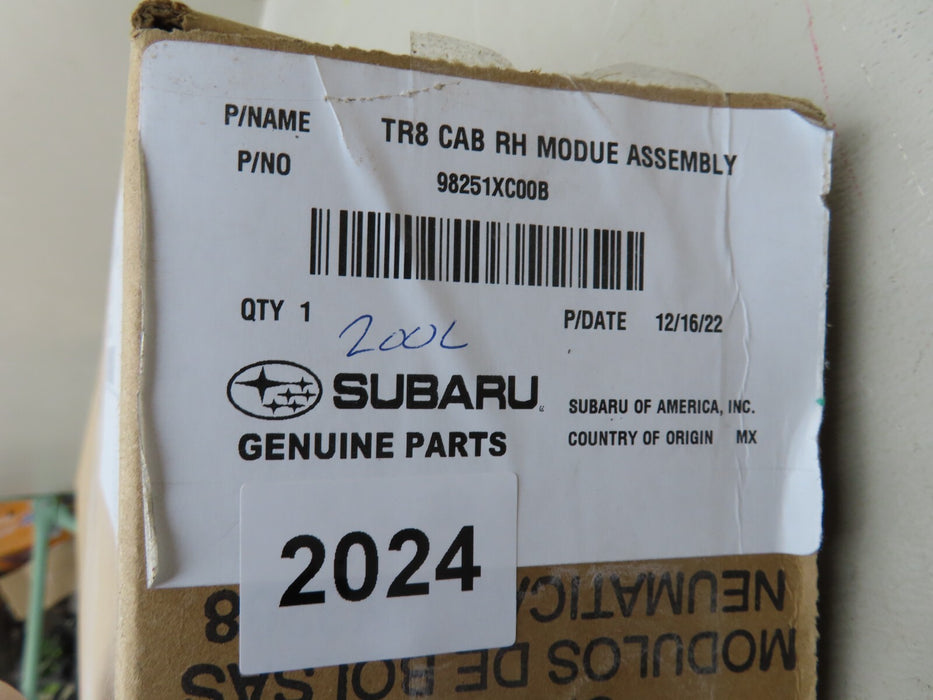 P/NAME TR8 CAB RH MODUE ASSEMBLY
P/NO 98251XC00B
QTY 1 P/DATE 12/16/22
200L
SUBARU
GENUINE PARTS
SUBARU OF AMERICA, INC.
COUNTRY OF ORIGIN MX
2024
MODULOS DE BOLSAS
8